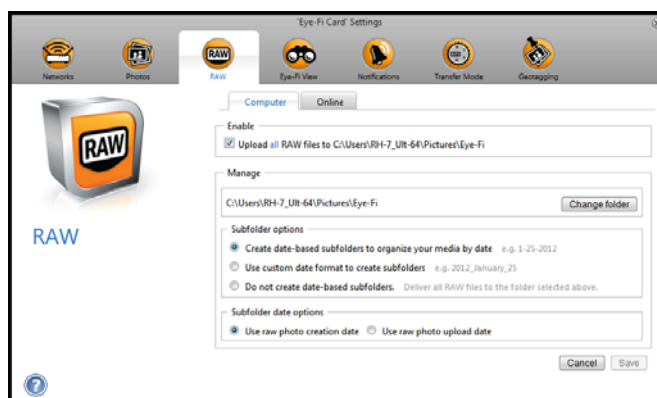 'Eye-Fi Card' Settings
Networks Photos RAW Eye-Fi View Notifications Transfer Mode Geotagging
Computer Online
Enable
Upload all RAW files to C:\Users\RH-7_Ult-64\Pictures\Eye-Fi
RAW
Manage
C:\Users\RH-7_Ult-64\Pictures\Eye-Fi Change folder
RAW
Subfolder options
Create date-based subfolders to organize your media by date e.g. 1-25-2012
Use custom date format to create subfolders e.g. 2012_January_25
Do not create date-based subfolders. Deliver all RAW files to the folder selected above.
Subfolder date options
Use raw photo creation date Use raw photo upload date
Cancel Save
?